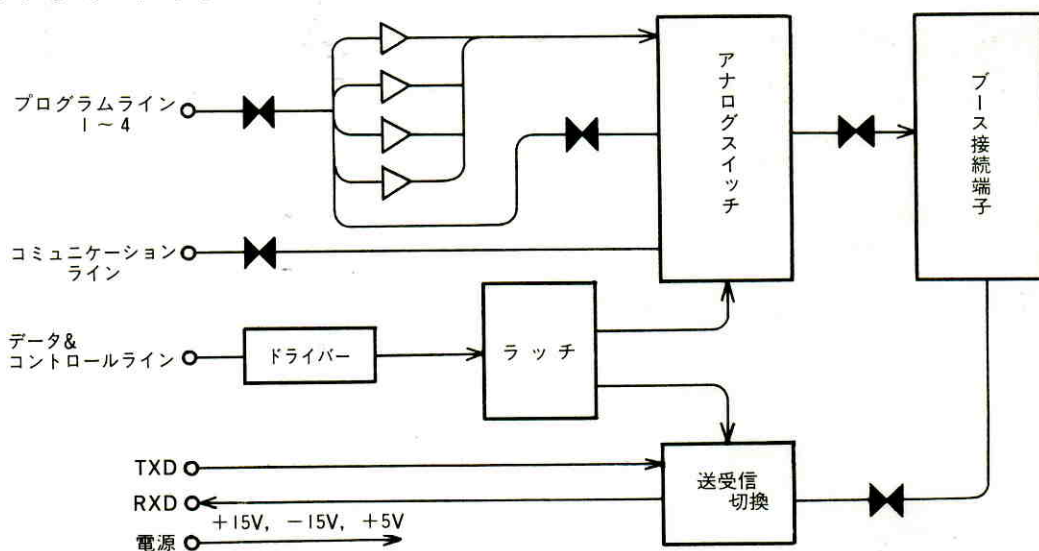 プログラムライン
1~4
アナログスイッチ
ブース接続端子
コミュニケーション
ライン
データ&
コントロールライン
ドライバー
ラッチ
TXD
送受信
切換
RXD
+15V, -15V, +5V
電源